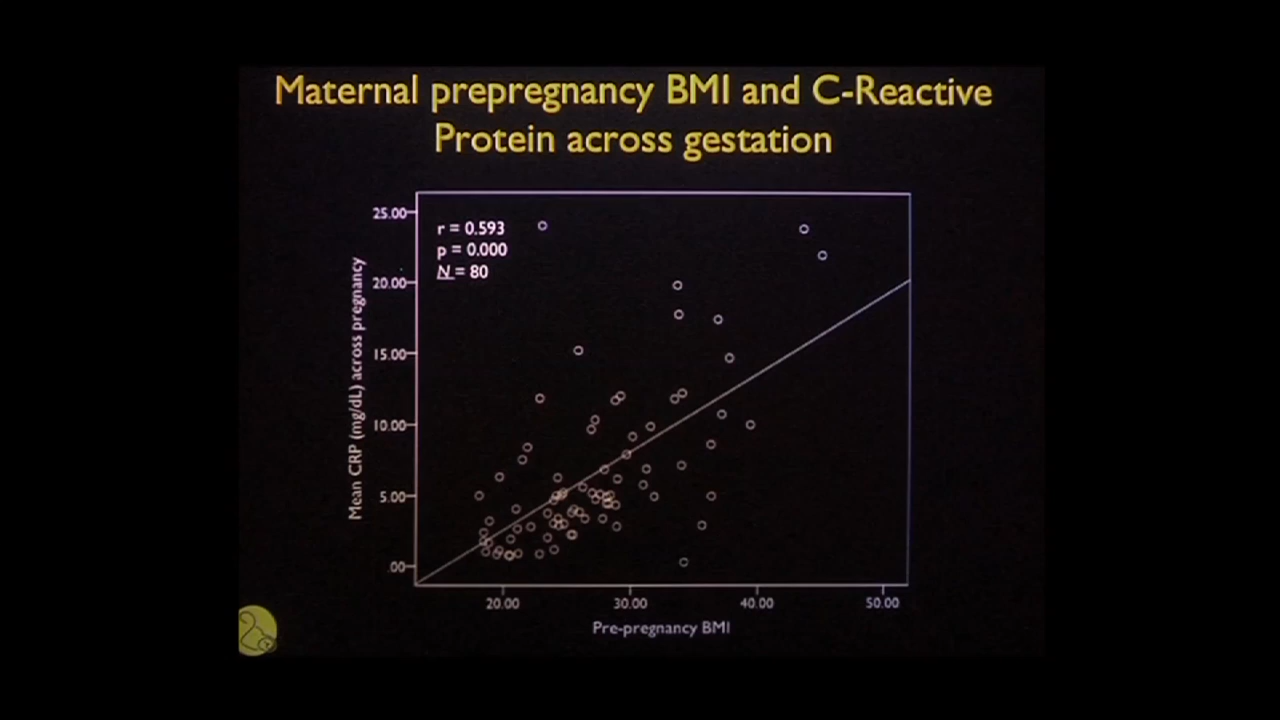 Maternal prepregnancy BMI and C-Reactive
Protein across gestation
r = 0.593
p = 0.000
N = 80
Mean CRP (mg/dL) across pregnancy
25.00
20.00
15.00
10.00
5.00
.00
20.00
30.00
40.00
50.00
Pre-pregnancy BMI